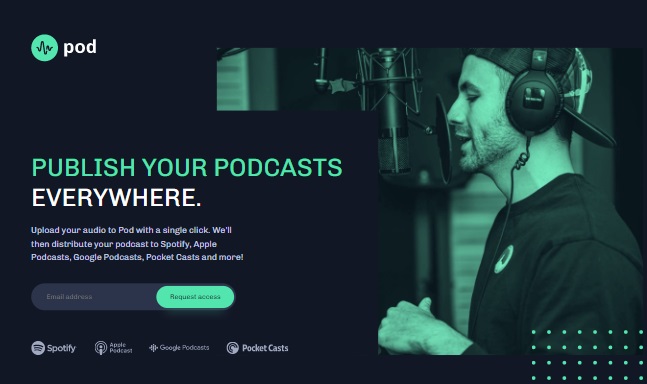 pod
PUBLISH YOUR PODCASTS
EVERYWHERE.
Upload your audio to Pod with a single click. We'll
then distribute your podcast to Spotify, Apple
Podcasts, Google Podcasts, Pocket Casts and more!
Email address Request access
Spotify Apple Podcast Google Podcasts Pocket Casts